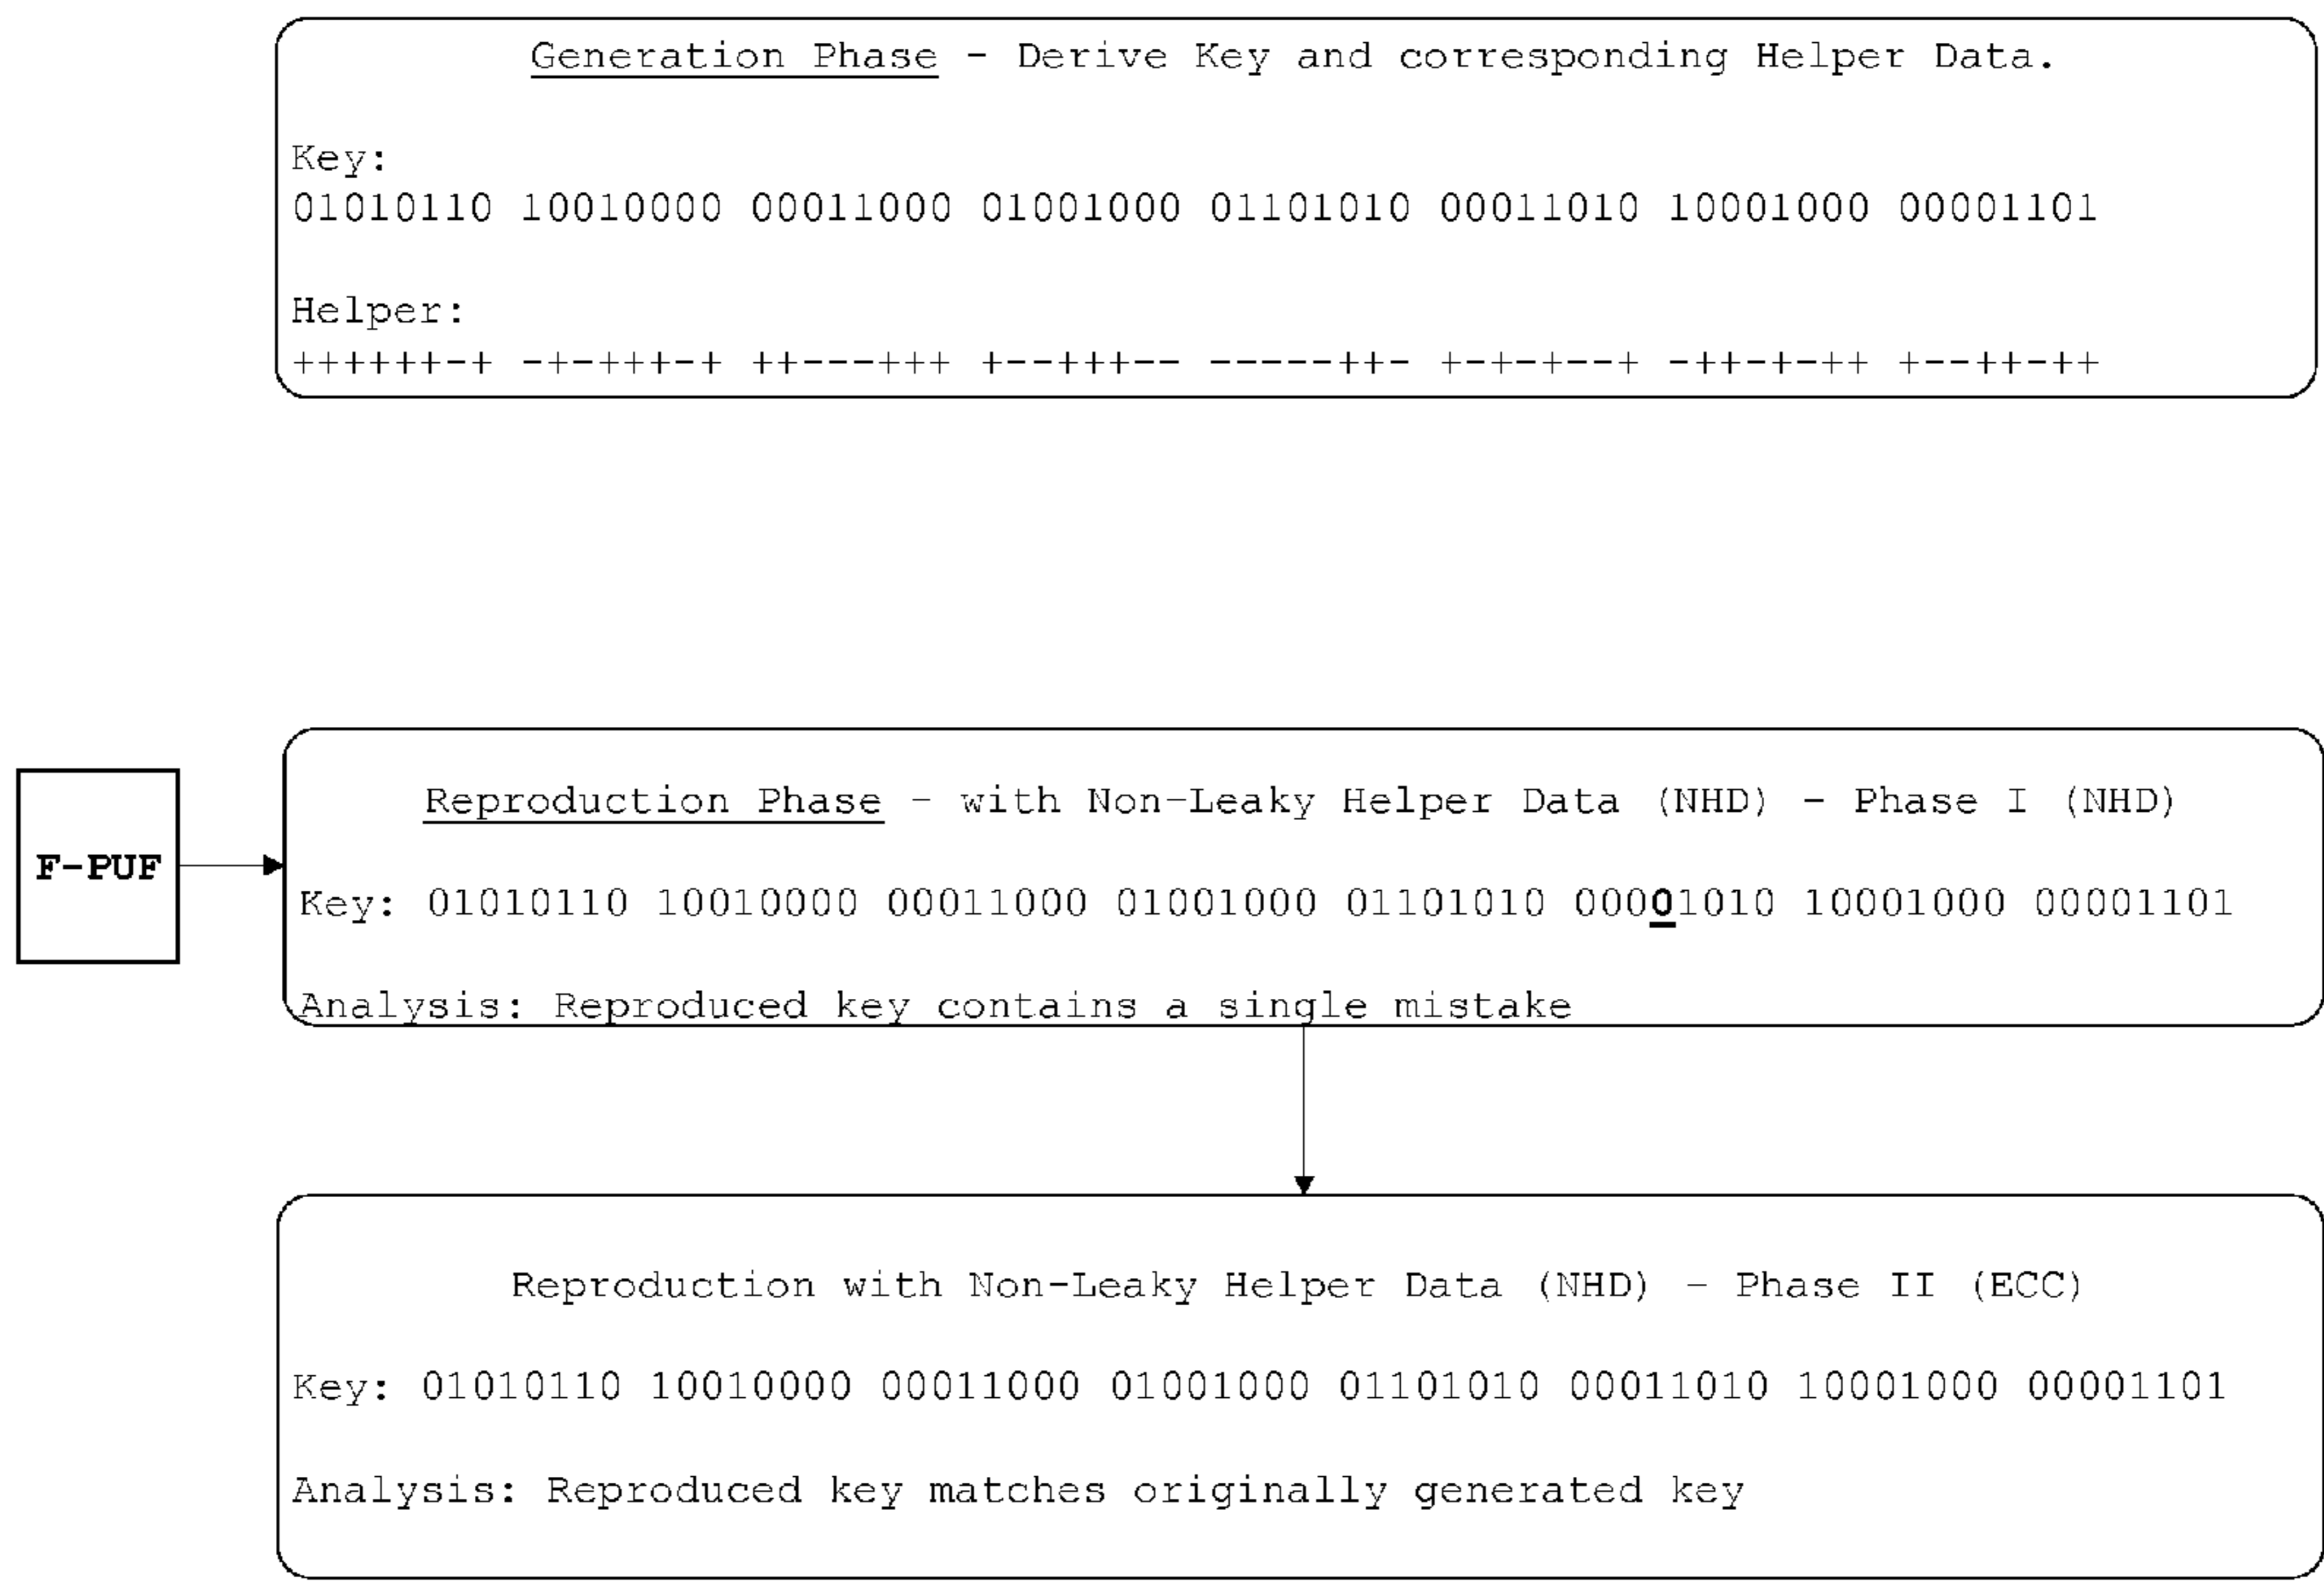 Generation Phase - Derive Key and corresponding Helper Data.
Key:
01010110 10010000 00011000 01001000 01101010 00011010 10001000 00001101
Helper:
++++++-+ -+-+++-+ ++---+++ +--+++-- -----++- +-+-+--+ -++-+-++ +--++-++
F-PUF
Reproduction Phase - with Non-Leaky Helper Data (NHD) - Phase I (NHD)
Key: 01010110 10010000 00011000 01001000 01101010 00001010 10001000 00001101
Analysis: Reproduced key contains a single mistake
Reproduction with Non-Leaky Helper Data (NHD) - Phase II (ECC)
Key: 01010110 10010000 00011000 01001000 01101010 00011010 10001000 00001101
Analysis: Reproduced key matches originally generated key